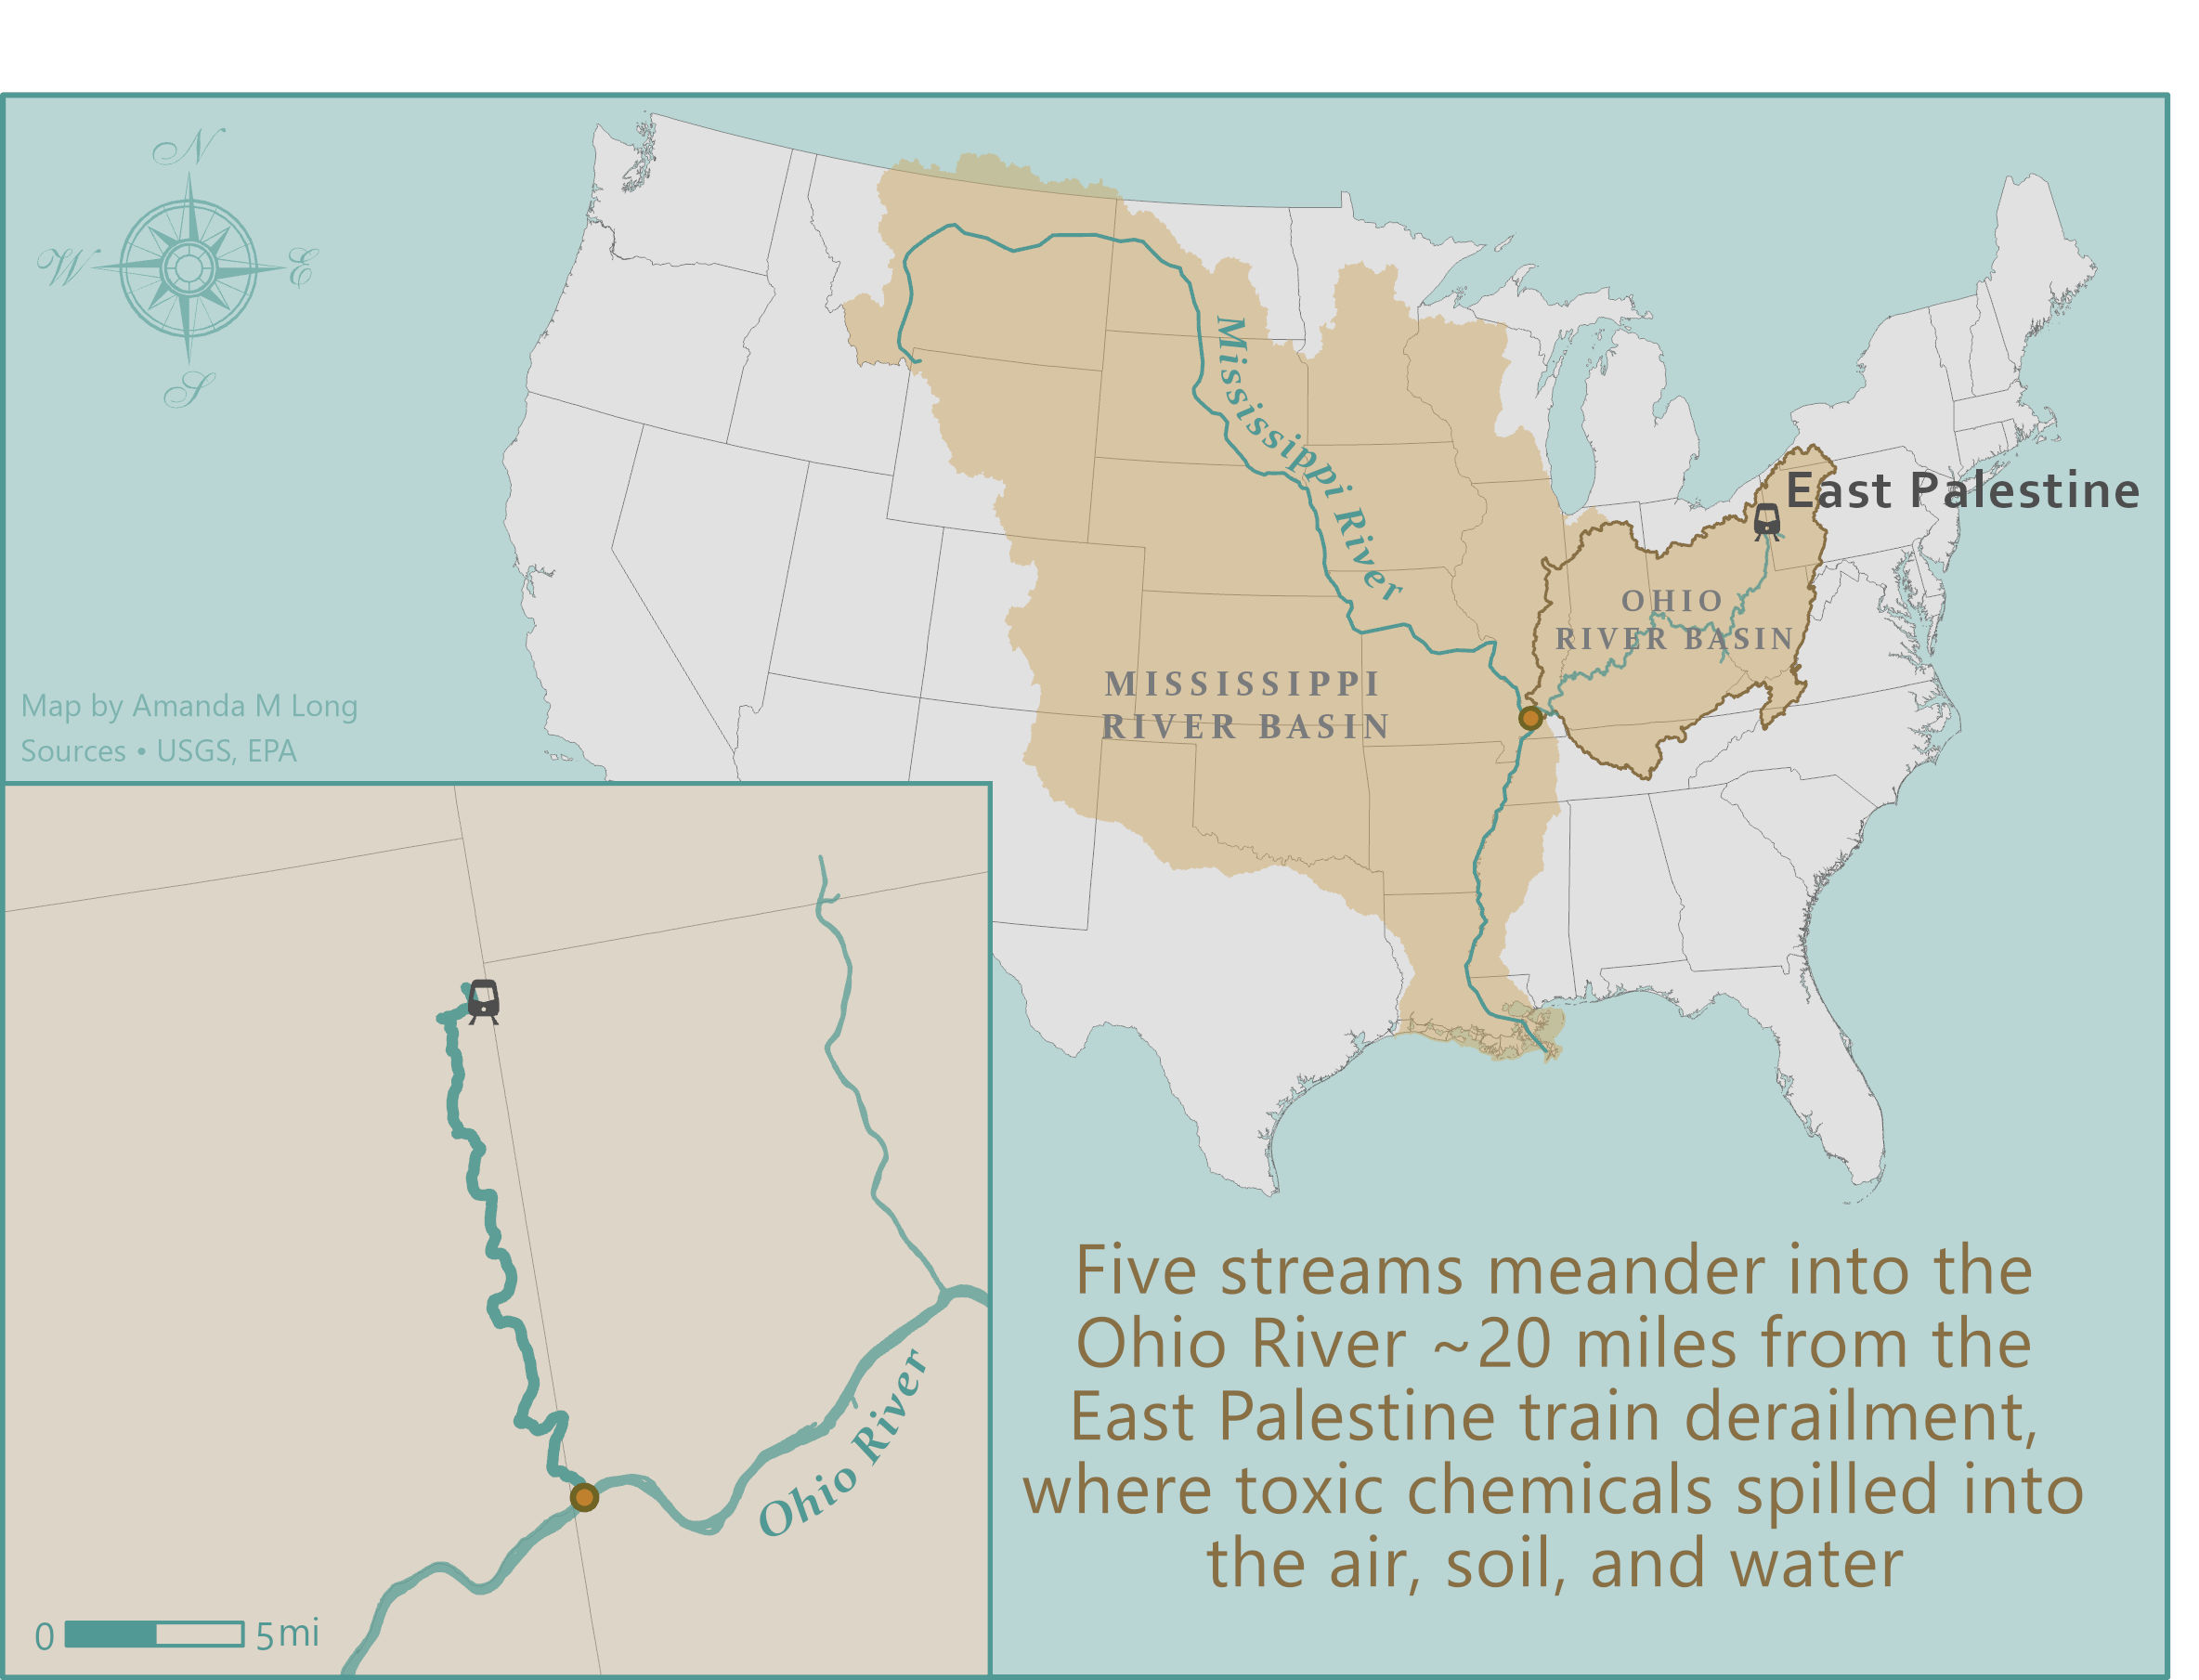 N
W
E
S
Mississippi River
East Palestine
OHIO
RIVER BASIN
MISSISSIPPI
RIVER BASIN
Map by Amanda M Long
Sources • USGS, EPA
Ohio River
0 5mi
Five streams meander into the
Ohio River ~20 miles from the
East Palestine train derailment,
where toxic chemicals spilled into
the air, soil, and water